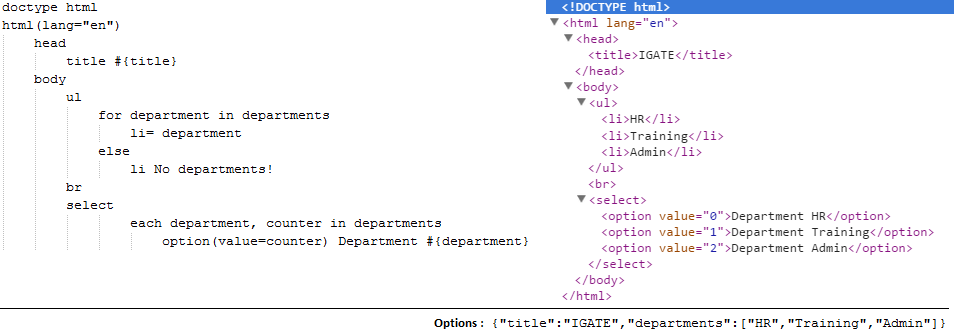 doctype html
html(lang="en")
head
title #{title}
body
ul
for department in departments
li= department
else
li No departments!
br
select
each department, counter in departments
option(value=counter) Department #{department}
<!DOCTYPE html>
<html lang="en">
<head>
<title>IGATE</title>
</head>
<body>
<ul>
<li>HR</li>
<li>Training</li>
<li>Admin</li>
</ul>
<br>
<select>
<option value="0">Department HR</option>
<option value="1">Department Training</option>
<option value="2">Department Admin</option>
</select>
</body>
</html>
Options : {"title":"IGATE","departments":["HR","Training","Admin"]}